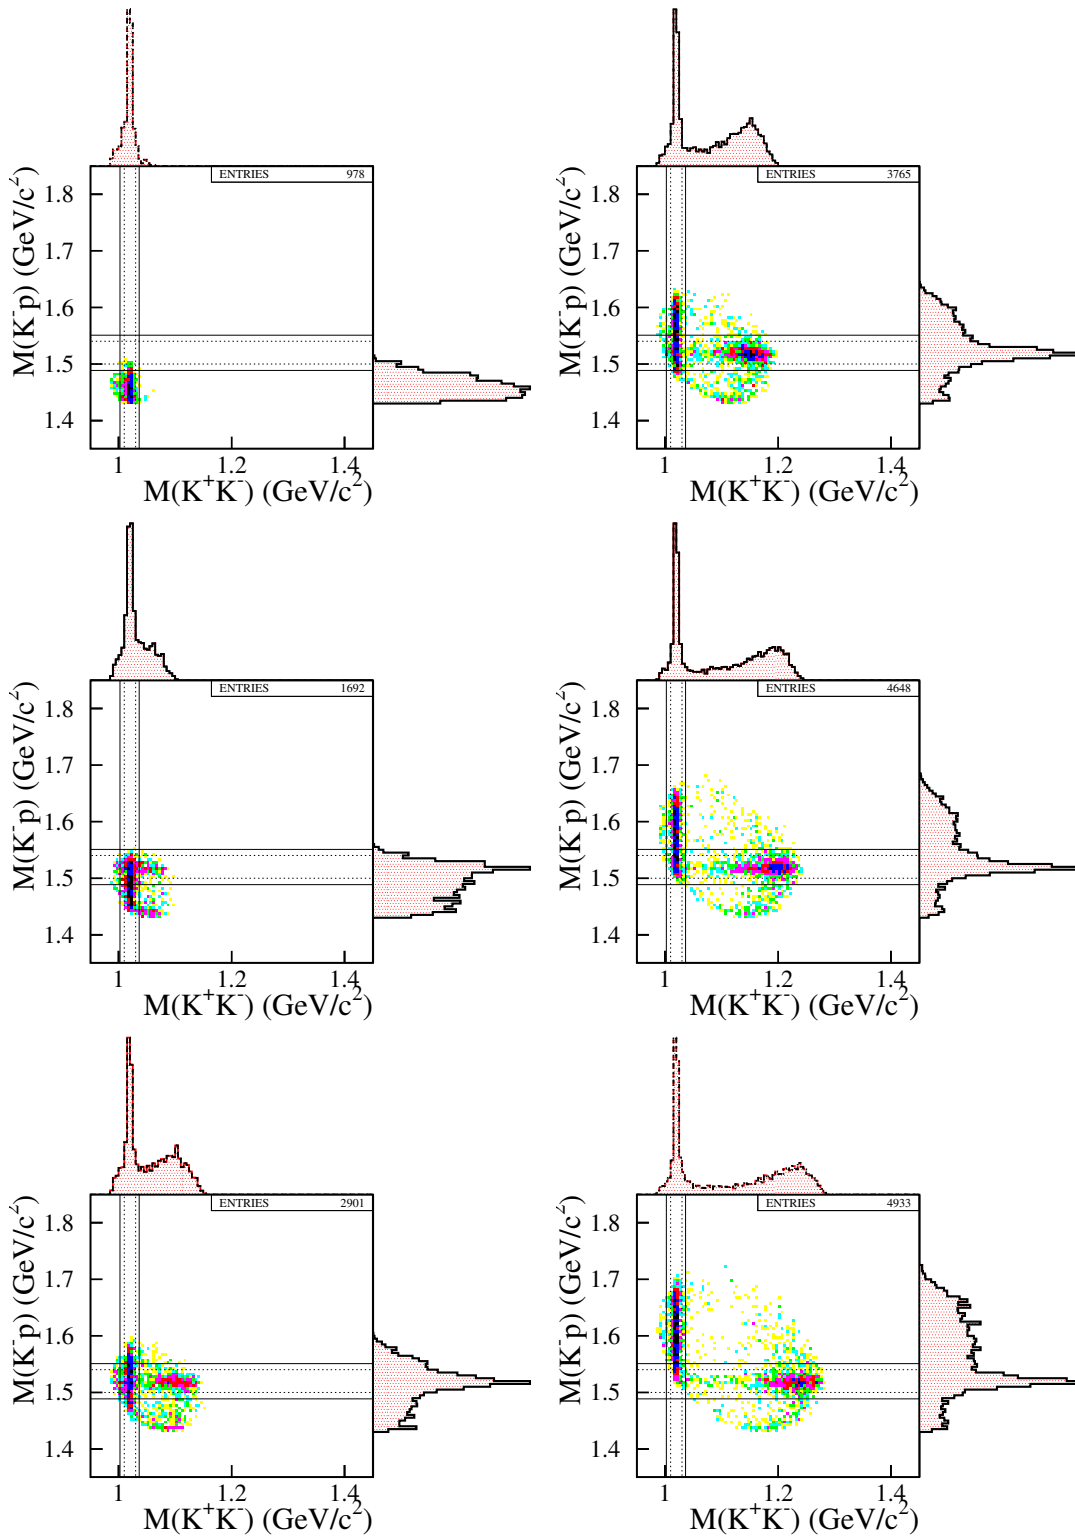 ENTRIES 978
1.8
1.7
1.6
1.5
1.4
M(K⁻p) (GeV/c²)
1 1.2 1.4
M(K⁺K⁻) (GeV/c²)
ENTRIES 3765
1.8
1.7
1.6
1.5
1.4
M(K⁻p) (GeV/c²)
1 1.2 1.4
M(K⁺K⁻) (GeV/c²)
ENTRIES 1692
1.8
1.7
1.6
1.5
1.4
M(K⁻p) (GeV/c²)
1 1.2 1.4
M(K⁺K⁻) (GeV/c²)
ENTRIES 4648
1.8
1.7
1.6
1.5
1.4
M(K⁻p) (GeV/c²)
1 1.2 1.4
M(K⁺K⁻) (GeV/c²)
ENTRIES 2901
1.8
1.7
1.6
1.5
1.4
M(K⁻p) (GeV/c²)
1 1.2 1.4
M(K⁺K⁻) (GeV/c²)
ENTRIES 4933
1.8
1.7
1.6
1.5
1.4
M(K⁻p) (GeV/c²)
1 1.2 1.4
M(K⁺K⁻) (GeV/c²)